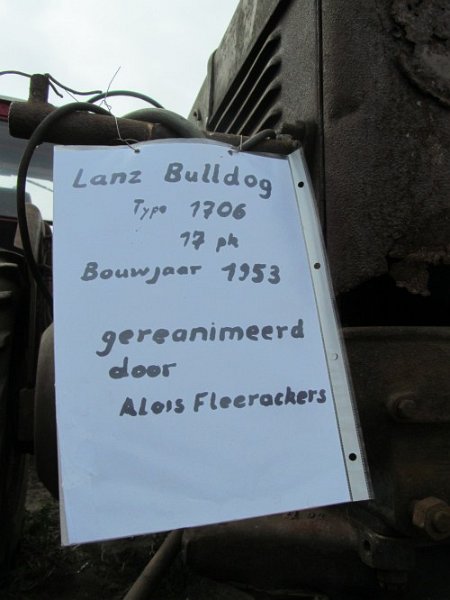 Lanz Bulldog
Type 1706
17 pk
Bouwjaar 1953
gereanimeerd
door
Alois Fleerackers